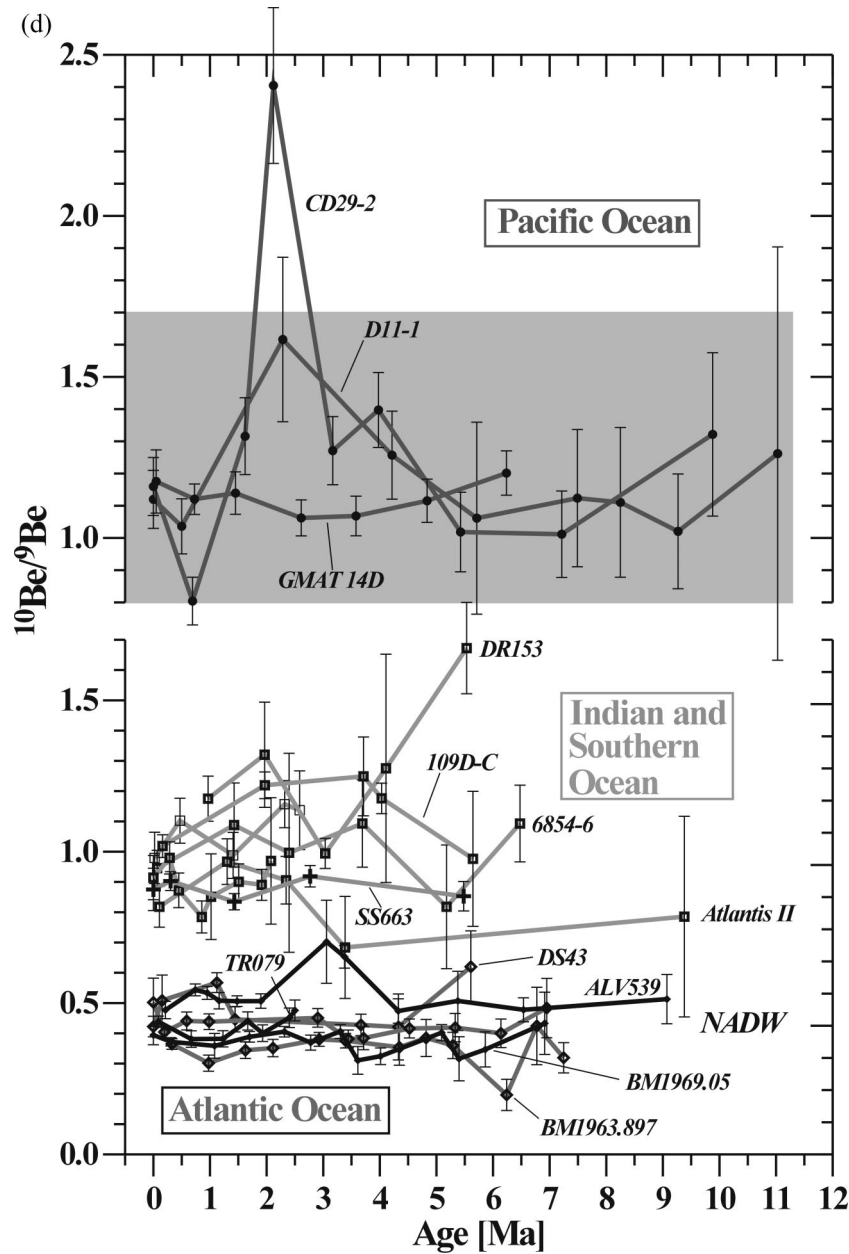 (d)
2.5
CD29-2
2.0
Pacific Ocean
D11-1
1.5
1.0
GMAT 14D
¹⁰Be/⁹Be
DR153
1.5
Indian and
Southern
Ocean
109D-C
6854-6
1.0
SS663
Atlantis II
TR079
DS43
ALV539
0.5
NADW
BM1969.05
Atlantic Ocean
BM1963.897
0.0
0 1 2 3 4 5 6 7 8 9 10 11 12
Age [Ma]